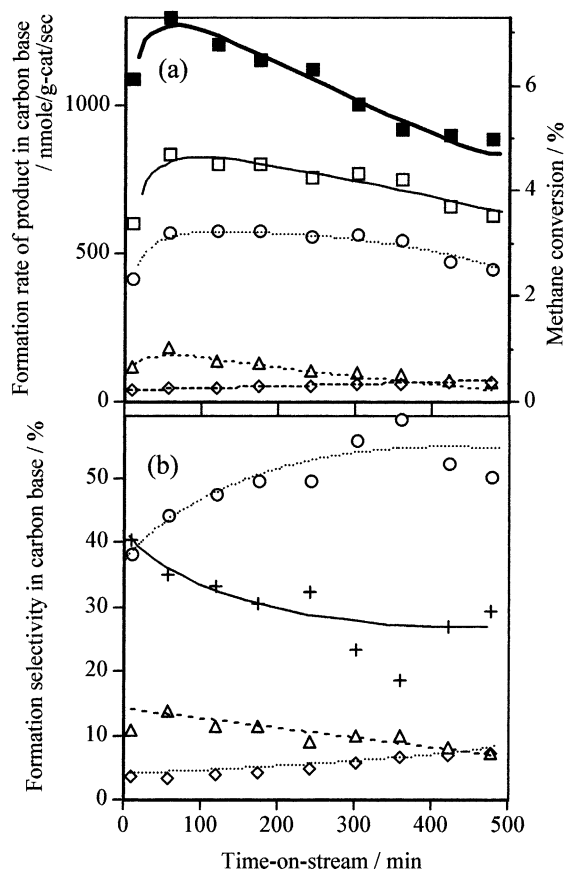 Formation rate of product in carbon base
/ nmole/g-cat/sec
1000
500
0
(a)
6
4
2
0
Methane conversion / %
Formation selectivity in carbon base / %
50
40
30
20
10
0
(b)
0
100
200
300
400
500
Time-on-stream / min